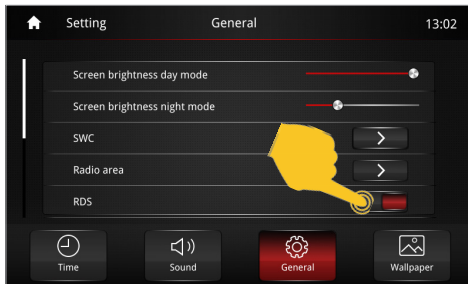 Setting General 13:02
Screen brightness day mode
Screen brightness night mode
SWC
Radio area
RDS
Time Sound General Wallpaper